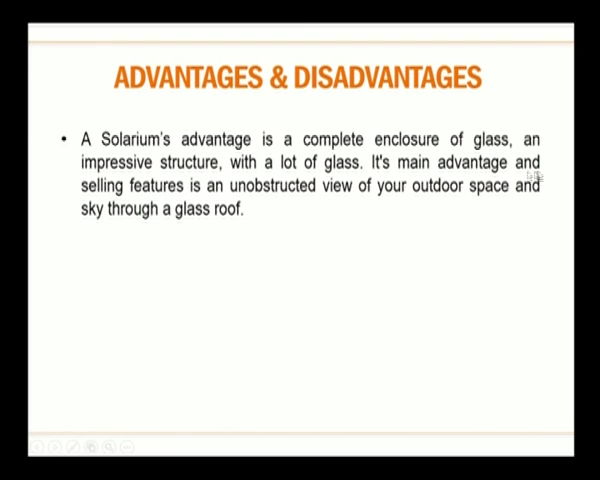 ADVANTAGES & DISADVANTAGES
• A Solarium's advantage is a complete enclosure of glass, an
impressive structure, with a lot of glass. It's main advantage and
selling features is an unobstructed view of your outdoor space and
sky through a glass roof.